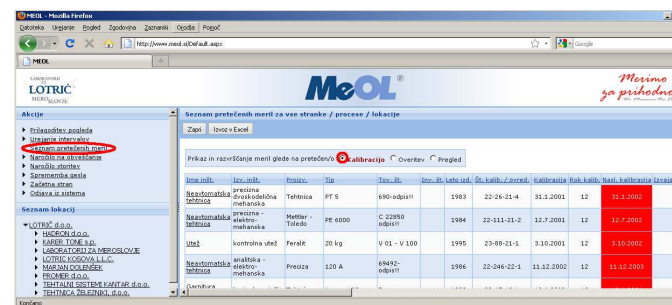 MEOL - Mozilla Firefox
Datoteka Urejanje Pogled Zgodovina Zaznamki Orodja Pomoč
http://www.meol.si/Default.aspx
Google
MEOL
LABORATORIJ
ZA
LOTRIČ
MEROSLOVJE
MeOL®
Merimo
za prihodno
Akcije
Prilagoditev pogleda
Urejanje intervalov
Seznam pretečenih meril
Naročilo na obveščanje
Naročilo storitev
Sprememba gesla
Začetna stran
Odjava iz sistema
Seznam lokacij
LOTRIČ d.o.o.
HADRON d.o.o.
KARER TONE s.p.
LABORATORIJ ZA MEROSLOVJE
LOTRIC KOSOVA L.L.C.
MARJAN DOLENŠEK
PROMER d.o.o.
TEHTALNI SISTEMI KANTAR d.o.o.
TEHTNICA ŽELEZNIKI, d.o.o.
Končano
Seznam pretečenih meril za vse stranke / procese / lokacije
Zapri Izvoz v Excel
Prikaz in razvrščanje meril glede na pretečen/o Kalibracijo Overitev Pregled
Ime inšt. Izv. inšt. Proizv. Tip Tov. št. Inv. št. Leto izd. Št. kalib. / ovred. Kalibracija Rok kalib. Nasl. kalibracija
Neavtomatska tehtnica precizna dvoskodelična mehanska Tehtnica PT 5 690-odpis!!! 1983 22-26-21-4 31.1.2001 12 31.1.2002
Neavtomatska tehtnica precizna - elektro-mehanska Mettler - Toledo PE 6000 C 22850 odpis!!! 1984 22-111-21-2 12.7.2001 12 12.7.2002
Utež kontrolna utež Feralit 20 kg V 01 - V 100 1995 23-88-21-1 3.10.2001 12 3.10.2002
Neavtomatska tehtnica analitska - elektro-mehanska Preciza 120 A 69492-odpis!!! 1986 22-246-22-1 11.12.2002 12 11.12.2003
Garnitura